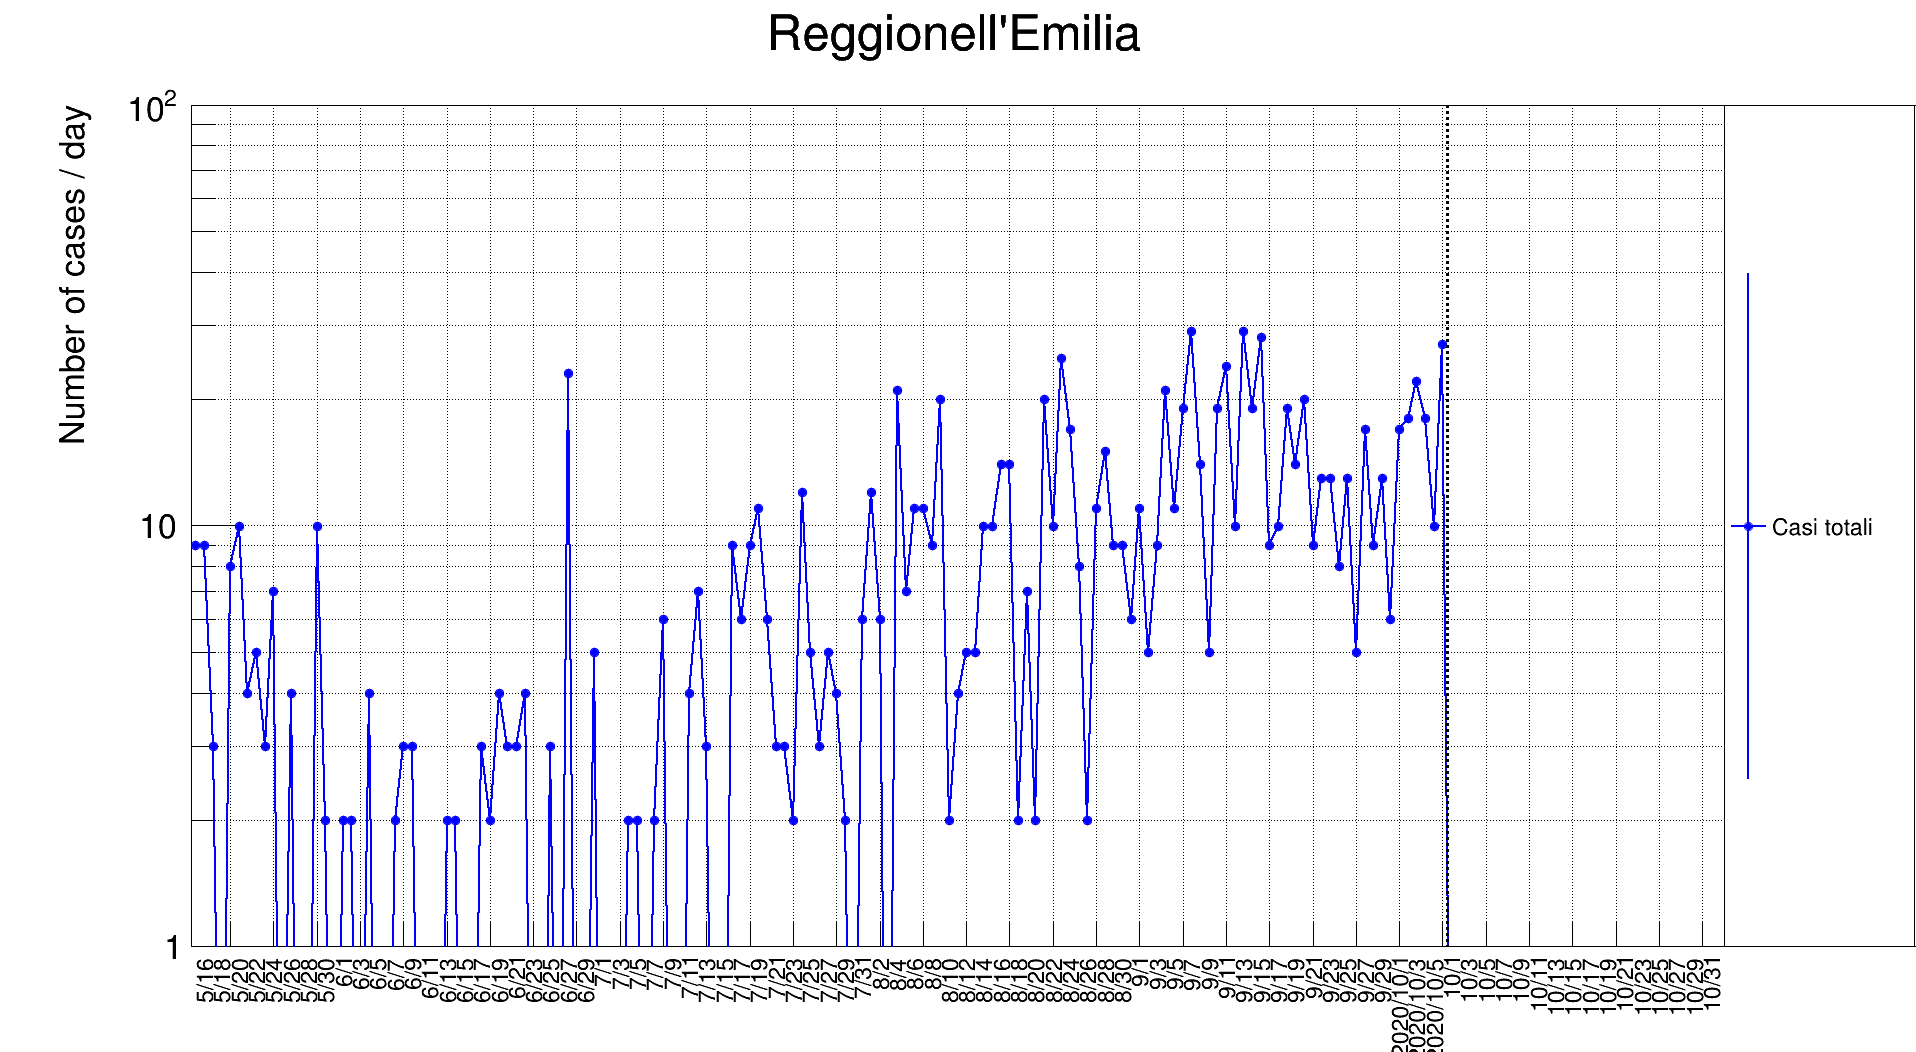 Reggionell'Emilia
Number of cases / day
10²
10
1
5/16 5/18 5/20 5/22 5/24 5/26 5/28 5/30 6/1 6/3 6/5 6/7 6/9 6/11 6/13 6/15 6/17 6/19 6/21 6/23 6/25 6/27 6/29 7/1 7/3 7/5 7/7 7/9 7/11 7/13 7/15 7/17 7/19 7/21 7/23 7/25 7/27 7/29 7/31 8/2 8/4 8/6 8/8 8/10 8/12 8/14 8/16 8/18 8/20 8/22 8/24 8/26 8/28 8/30 9/1 9/3 9/5 9/7 9/9 9/11 9/13 9/15 9/17 9/19 9/21 9/23 9/25 9/27 9/29 2020/10/1 2020/10/3 2020/10/5 10/1 10/3 10/5 10/7 10/9 10/11 10/13 10/15 10/17 10/19 10/21 10/23 10/25 10/27 10/29 10/31
Casi totali